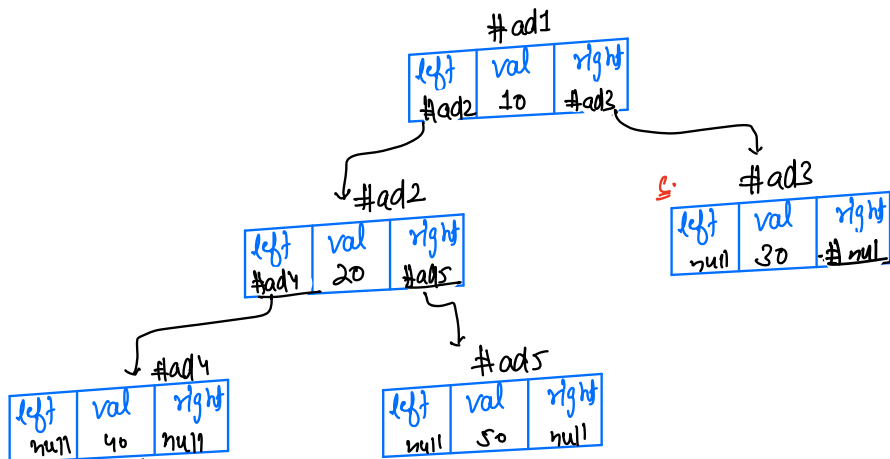 #ad1
left val right
#ad2 10 #ad3
#ad2
left val right
#ad4 20 #ad5
c. #ad3
left val right
null 30 # nul
#ad4
left val right
null 40 null
#ad5
left val right
null 50 null